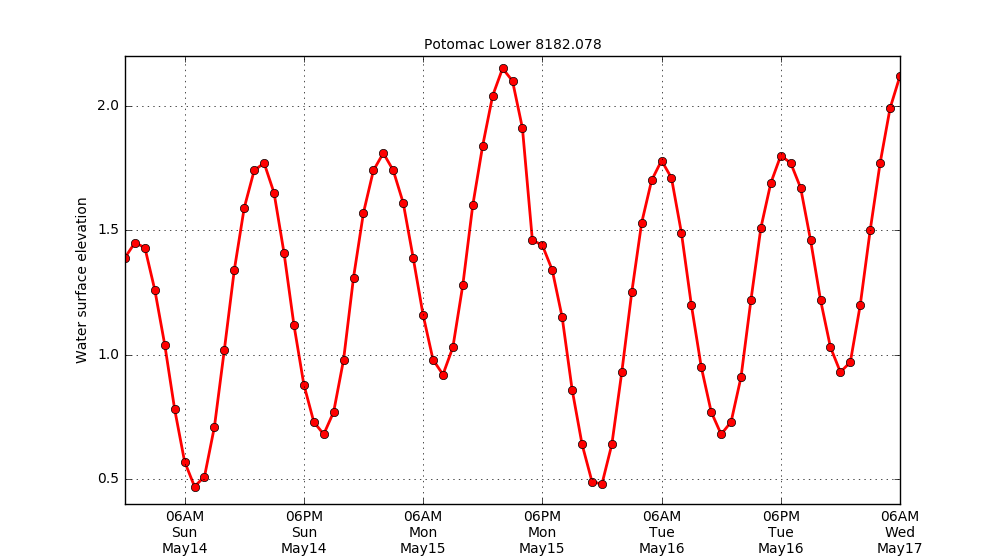 Potomac Lower 8182.078
Water surface elevation
2.0
1.5
1.0
0.5
06AM
Sun
May14
06PM
Sun
May14
06AM
Mon
May15
06PM
Mon
May15
06AM
Tue
May16
06PM
Tue
May16
06AM
Wed
May17